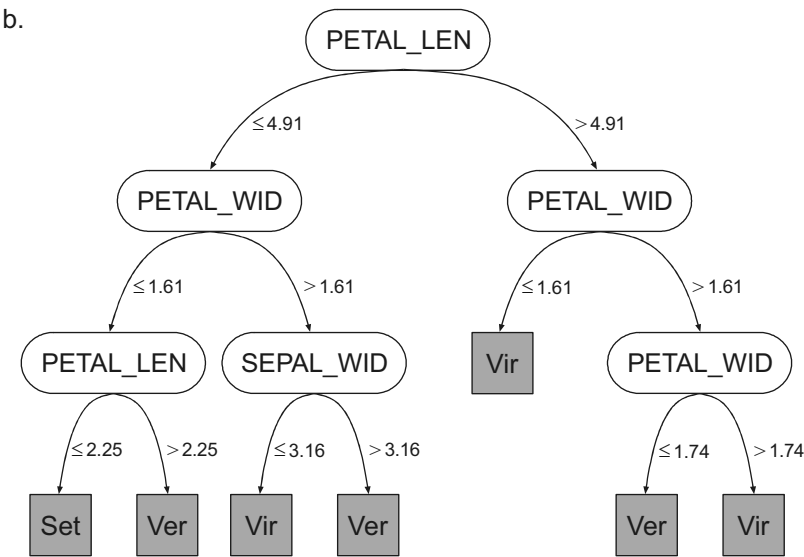 b.
PETAL_LEN
≤4.91 >4.91
PETAL_WID PETAL_WID
≤1.61 >1.61 ≤1.61 >1.61
PETAL_LEN SEPAL_WID Vir PETAL_WID
≤2.25 >2.25 ≤3.16 >3.16 ≤1.74 >1.74
Set Ver Vir Ver Ver Vir